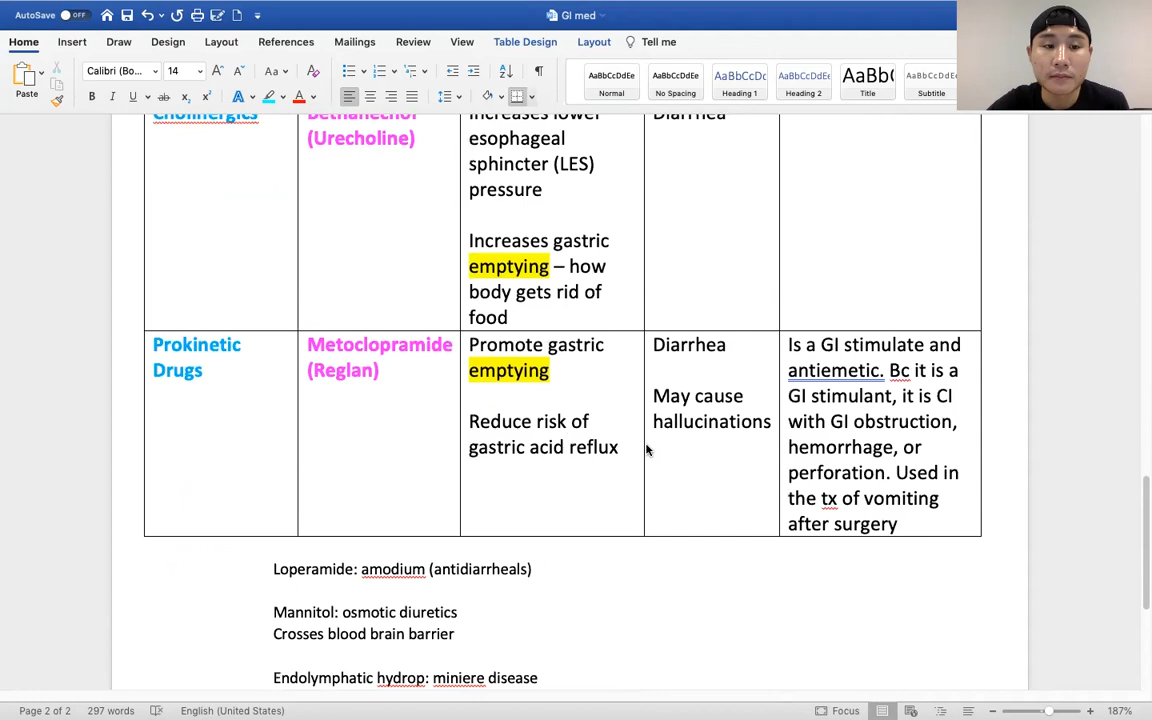 AutoSave OFF GI med
Home Insert Draw Design Layout References Mailings Review View Table Design Layout Tell me
Paste Calibri (Bo... 14 Aa AaBbCcDdEe AaBbCcDdEe AaBbCcDc AaBbCcDdEe AaBb( AaBbCcDdEe
Normal No Spacing Heading 1 Heading 2 Title Subtitle
Cholinergics
Bethanechol
(Urecholine)
Increases lower
esophageal
sphincter (LES)
pressure
Increases gastric
emptying – how
body gets rid of
food
Diarrhea
Prokinetic
Drugs
Metoclopramide
(Reglan)
Promote gastric
emptying
Reduce risk of
gastric acid reflux
Diarrhea
May cause
hallucinations
Is a GI stimulate and
antiemetic. Bc it is a
GI stimulant, it is CI
with GI obstruction,
hemorrhage, or
perforation. Used in
the tx of vomiting
after surgery
Loperamide: amodium (antidiarrheals)
Mannitol: osmotic diuretics
Crosses blood brain barrier
Endolymphatic hydrop: miniere disease
Page 2 of 2 297 words English (United States) Focus 187%